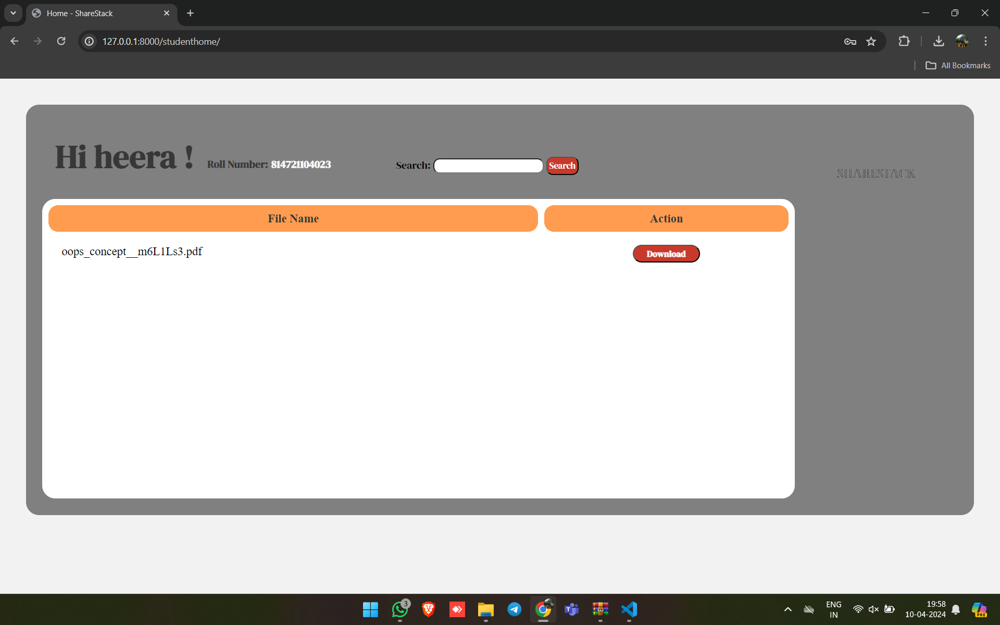 Home - ShareStack
127.0.0.1:8000/studenthome/
All Bookmarks
Hi heera !
Roll Number: 814721104023
Search:
Search
SHARESTACK
File Name
Action
oops_concept__m6L1Ls3.pdf
Download
3
T
ENG
IN
19:58
10-04-2024
PRE